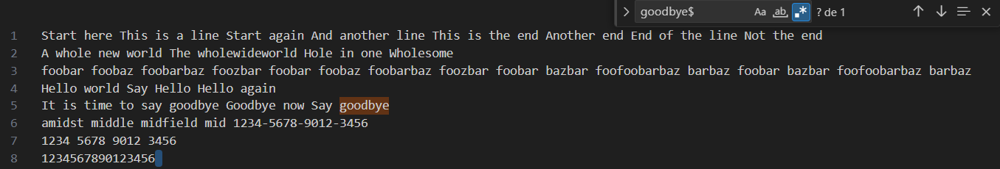 goodbye$ Aa ab .* ? de 1
1 Start here This is a line Start again And another line This is the end Another end End of the line Not the end
2 A whole new world The wholewideworld Hole in one Wholesome
3 foobar foobaz foobarbaz foozbar foobar foobaz foobarbaz foozbar foobar bazbar foofoobarbaz barbaz foobar bazbar foofoobarbaz barbaz
4 Hello world Say Hello Hello again
5 It is time to say goodbye Goodbye now Say goodbye
6 amidst middle midfield mid 1234-5678-9012-3456
7 1234 5678 9012 3456
8 1234567890123456